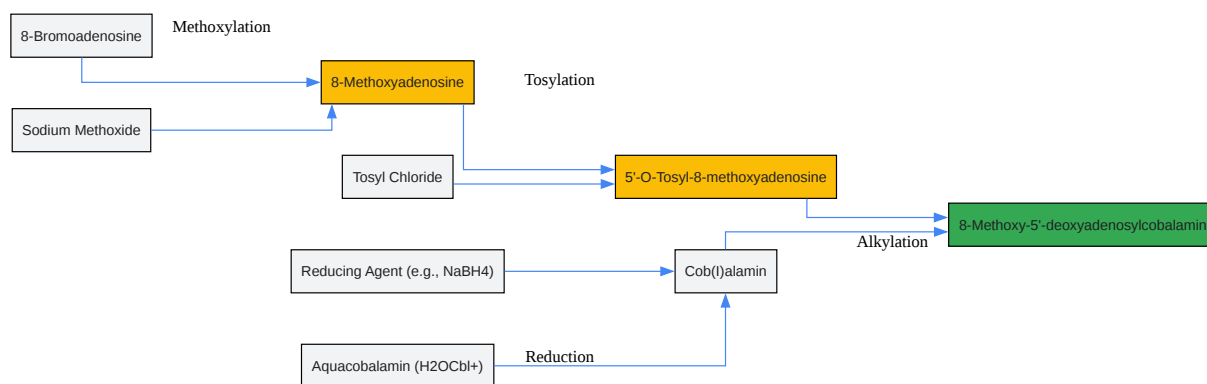 8-Bromoadenosine
Methoxylation
8-Methoxyadenosine
Tosylation
Sodium Methoxide
Tosyl Chloride
5'-O-Tosyl-8-methoxyadenosine
8-Methoxy-5'-deoxyadenosylcobalamin
Alkylation
Reducing Agent (e.g., NaBH4)
Cob(I)alamin
Aquacobalamin (H2OCbl+)
Reduction